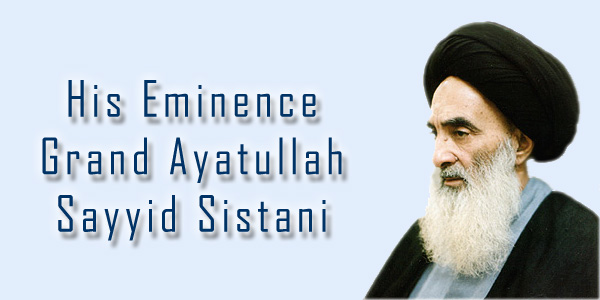 His Eminence
Grand Ayatullah
Sayyid Sistani